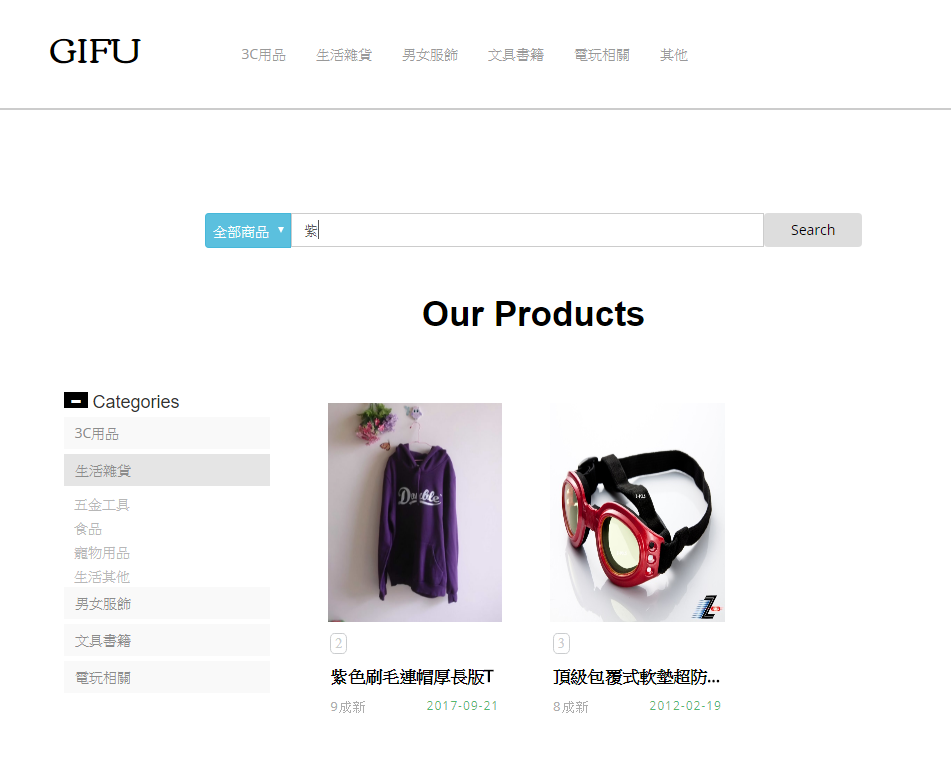 GIFU
3C用品 生活雜貨 男女服飾 文具書籍 電玩相關 其他
全部商品 ▼ 紫 Search
Our Products
Categories
3C用品
生活雜貨
五金工具
食品
寵物用品
生活其他
男女服飾
文具書籍
電玩相關
Double
2
紫色刷毛連帽厚長版T
9成新 2017-09-21
3
頂級包覆式軟墊超防...
8成新 2012-02-19